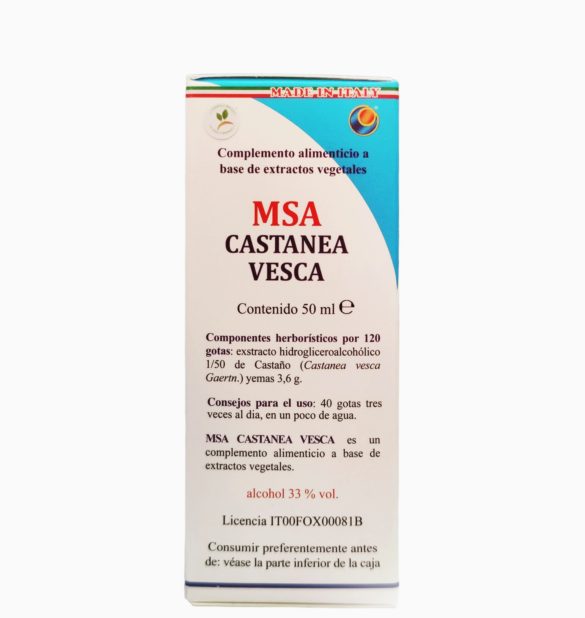 MADE-IN-ITALY
Complemento alimenticio a
base de extractos vegetales
MSA
CASTANEA
VESCA
Contenido 50 ml ℮
Componentes herborísticos por 120
gotas: extracto hidrogliceroalcohólico
1/50 de Castaño (Castanea vesca
Gaertn.) yemas 3,6 g.
Consejos para el uso: 40 gotas tres
veces al día, en un poco de agua.
MSA CASTANEA VESCA es un
complemento alimenticio a base de
extractos vegetales.
alcohol 33 % vol.
Licencia IT00FOX00081B
Consumir preferentemente antes
de: véase la parte inferior de la caja